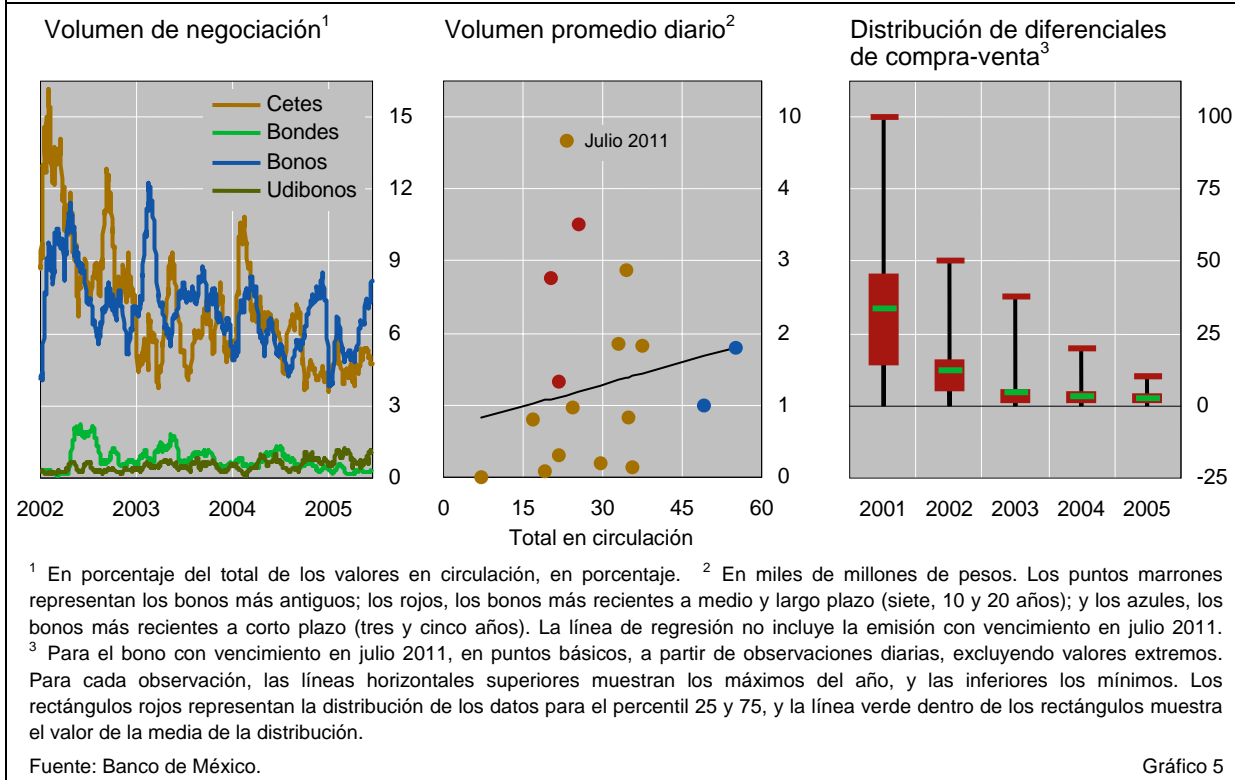 Volumen de negociación¹
Volumen promedio diario²
Distribución de diferenciales
de compra-venta³
Cetes
Bondes
Bonos
Udibonos
15
12
9
6
3
0
2002 2003 2004 2005
Julio 2011
10
4
3
2
1
0
0 15 30 45 60
Total en circulación
100
75
50
25
0
-25
2001 2002 2003 2004 2005
¹ En porcentaje del total de los valores en circulación, en porcentaje. ² En miles de millones de pesos. Los puntos marrones
representan los bonos más antiguos; los rojos, los bonos más recientes a medio y largo plazo (siete, 10 y 20 años); y los azules, los
bonos más recientes a corto plazo (tres y cinco años). La línea de regresión no incluye la emisión con vencimiento en julio 2011.
³ Para el bono con vencimiento en julio 2011, en puntos básicos, a partir de observaciones diarias, excluyendo valores extremos.
Para cada observación, las líneas horizontales superiores muestran los máximos del año, y las inferiores los mínimos. Los
rectángulos rojos representan la distribución de los datos para el percentil 25 y 75, y la línea verde dentro de los rectángulos muestra
el valor de la media de la distribución.
Fuente: Banco de México. Gráfico 5